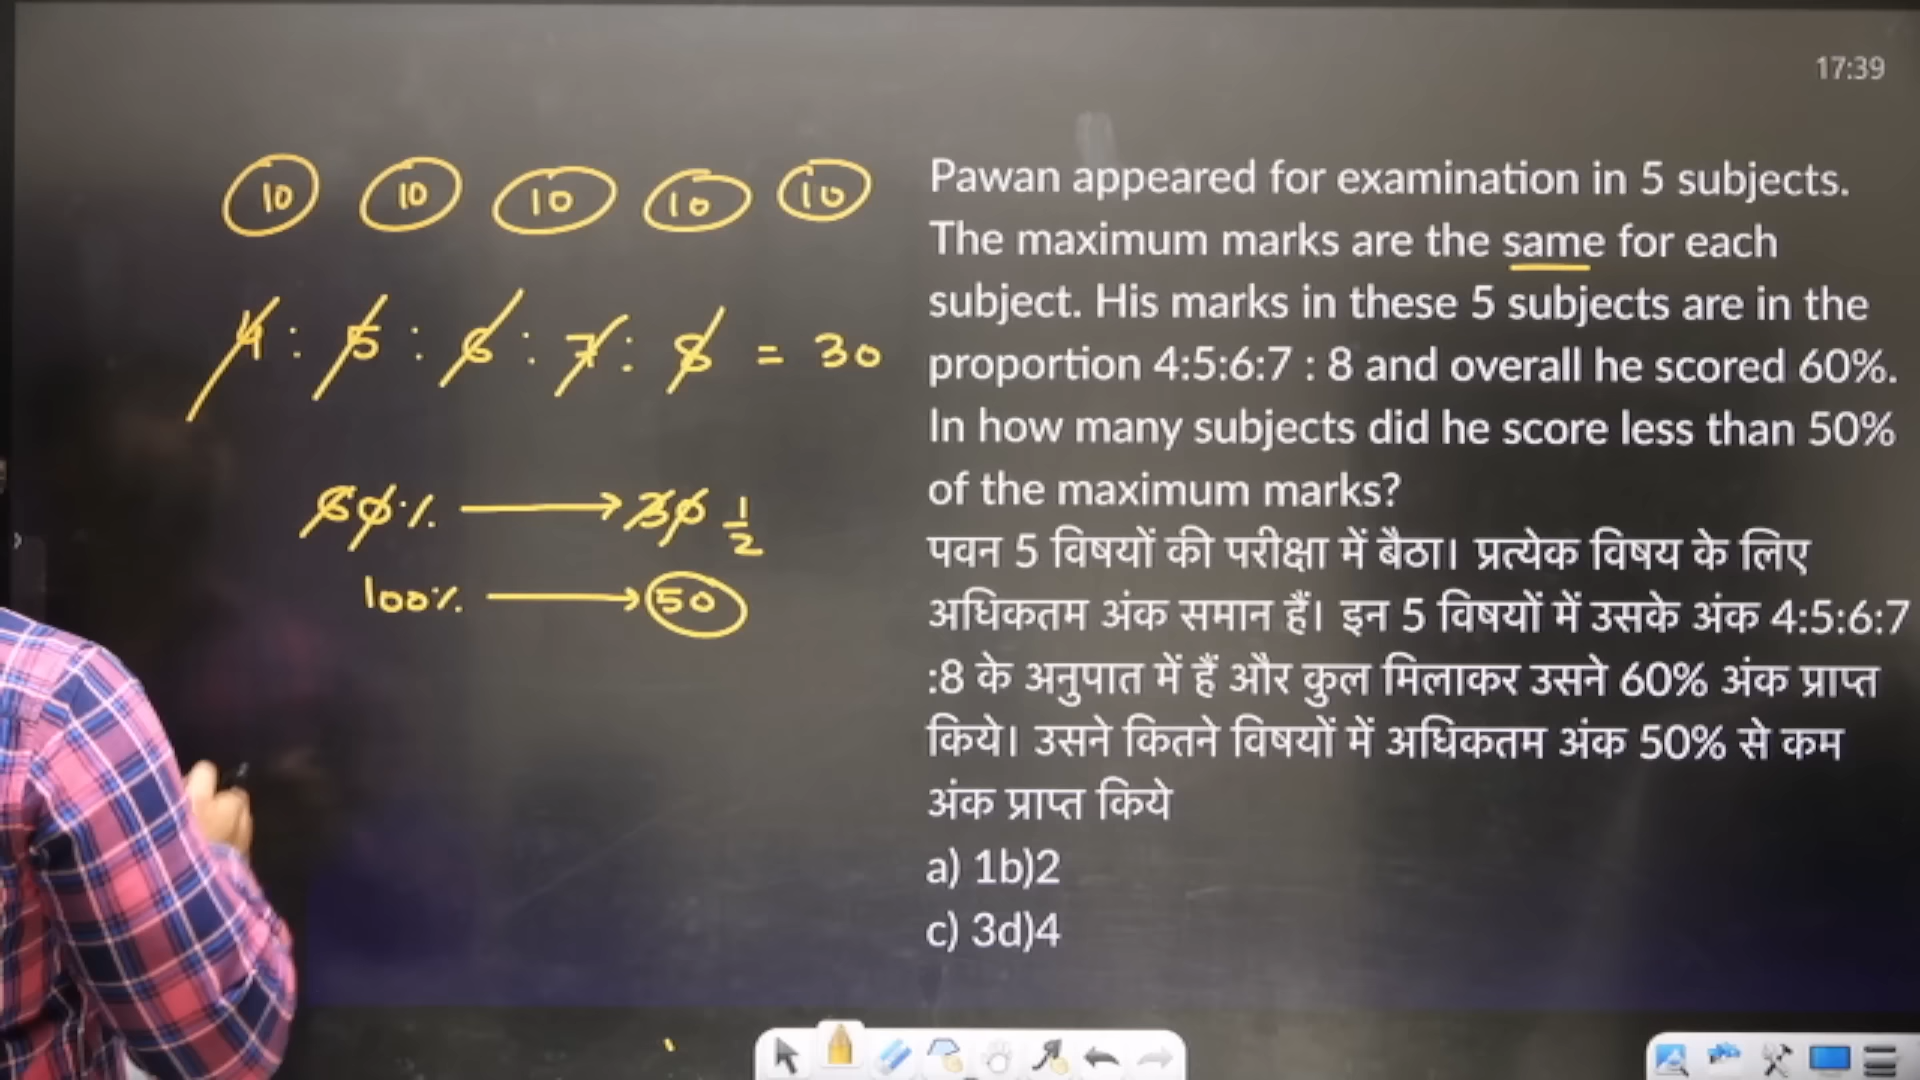 17:39
10 10 10 10 10
4 : 5 : 6 : 7 : 8 = 30
60% → 30 1/2
100% → 50
Pawan appeared for examination in 5 subjects.
The maximum marks are the same for each
subject. His marks in these 5 subjects are in the
proportion 4:5:6:7 : 8 and overall he scored 60%.
In how many subjects did he score less than 50%
of the maximum marks?
पवन 5 विषयों की परीक्षा में बैठा। प्रत्येक विषय के लिए
अधिकतम अंक समान हैं। इन 5 विषयों में उसके अंक 4:5:6:7
:8 के अनुपात में हैं और कुल मिलाकर उसने 60% अंक प्राप्त
किये। उसने कितने विषयों में अधिकतम अंक 50% से कम
अंक प्राप्त किये
a) 1b)2
c) 3d)4